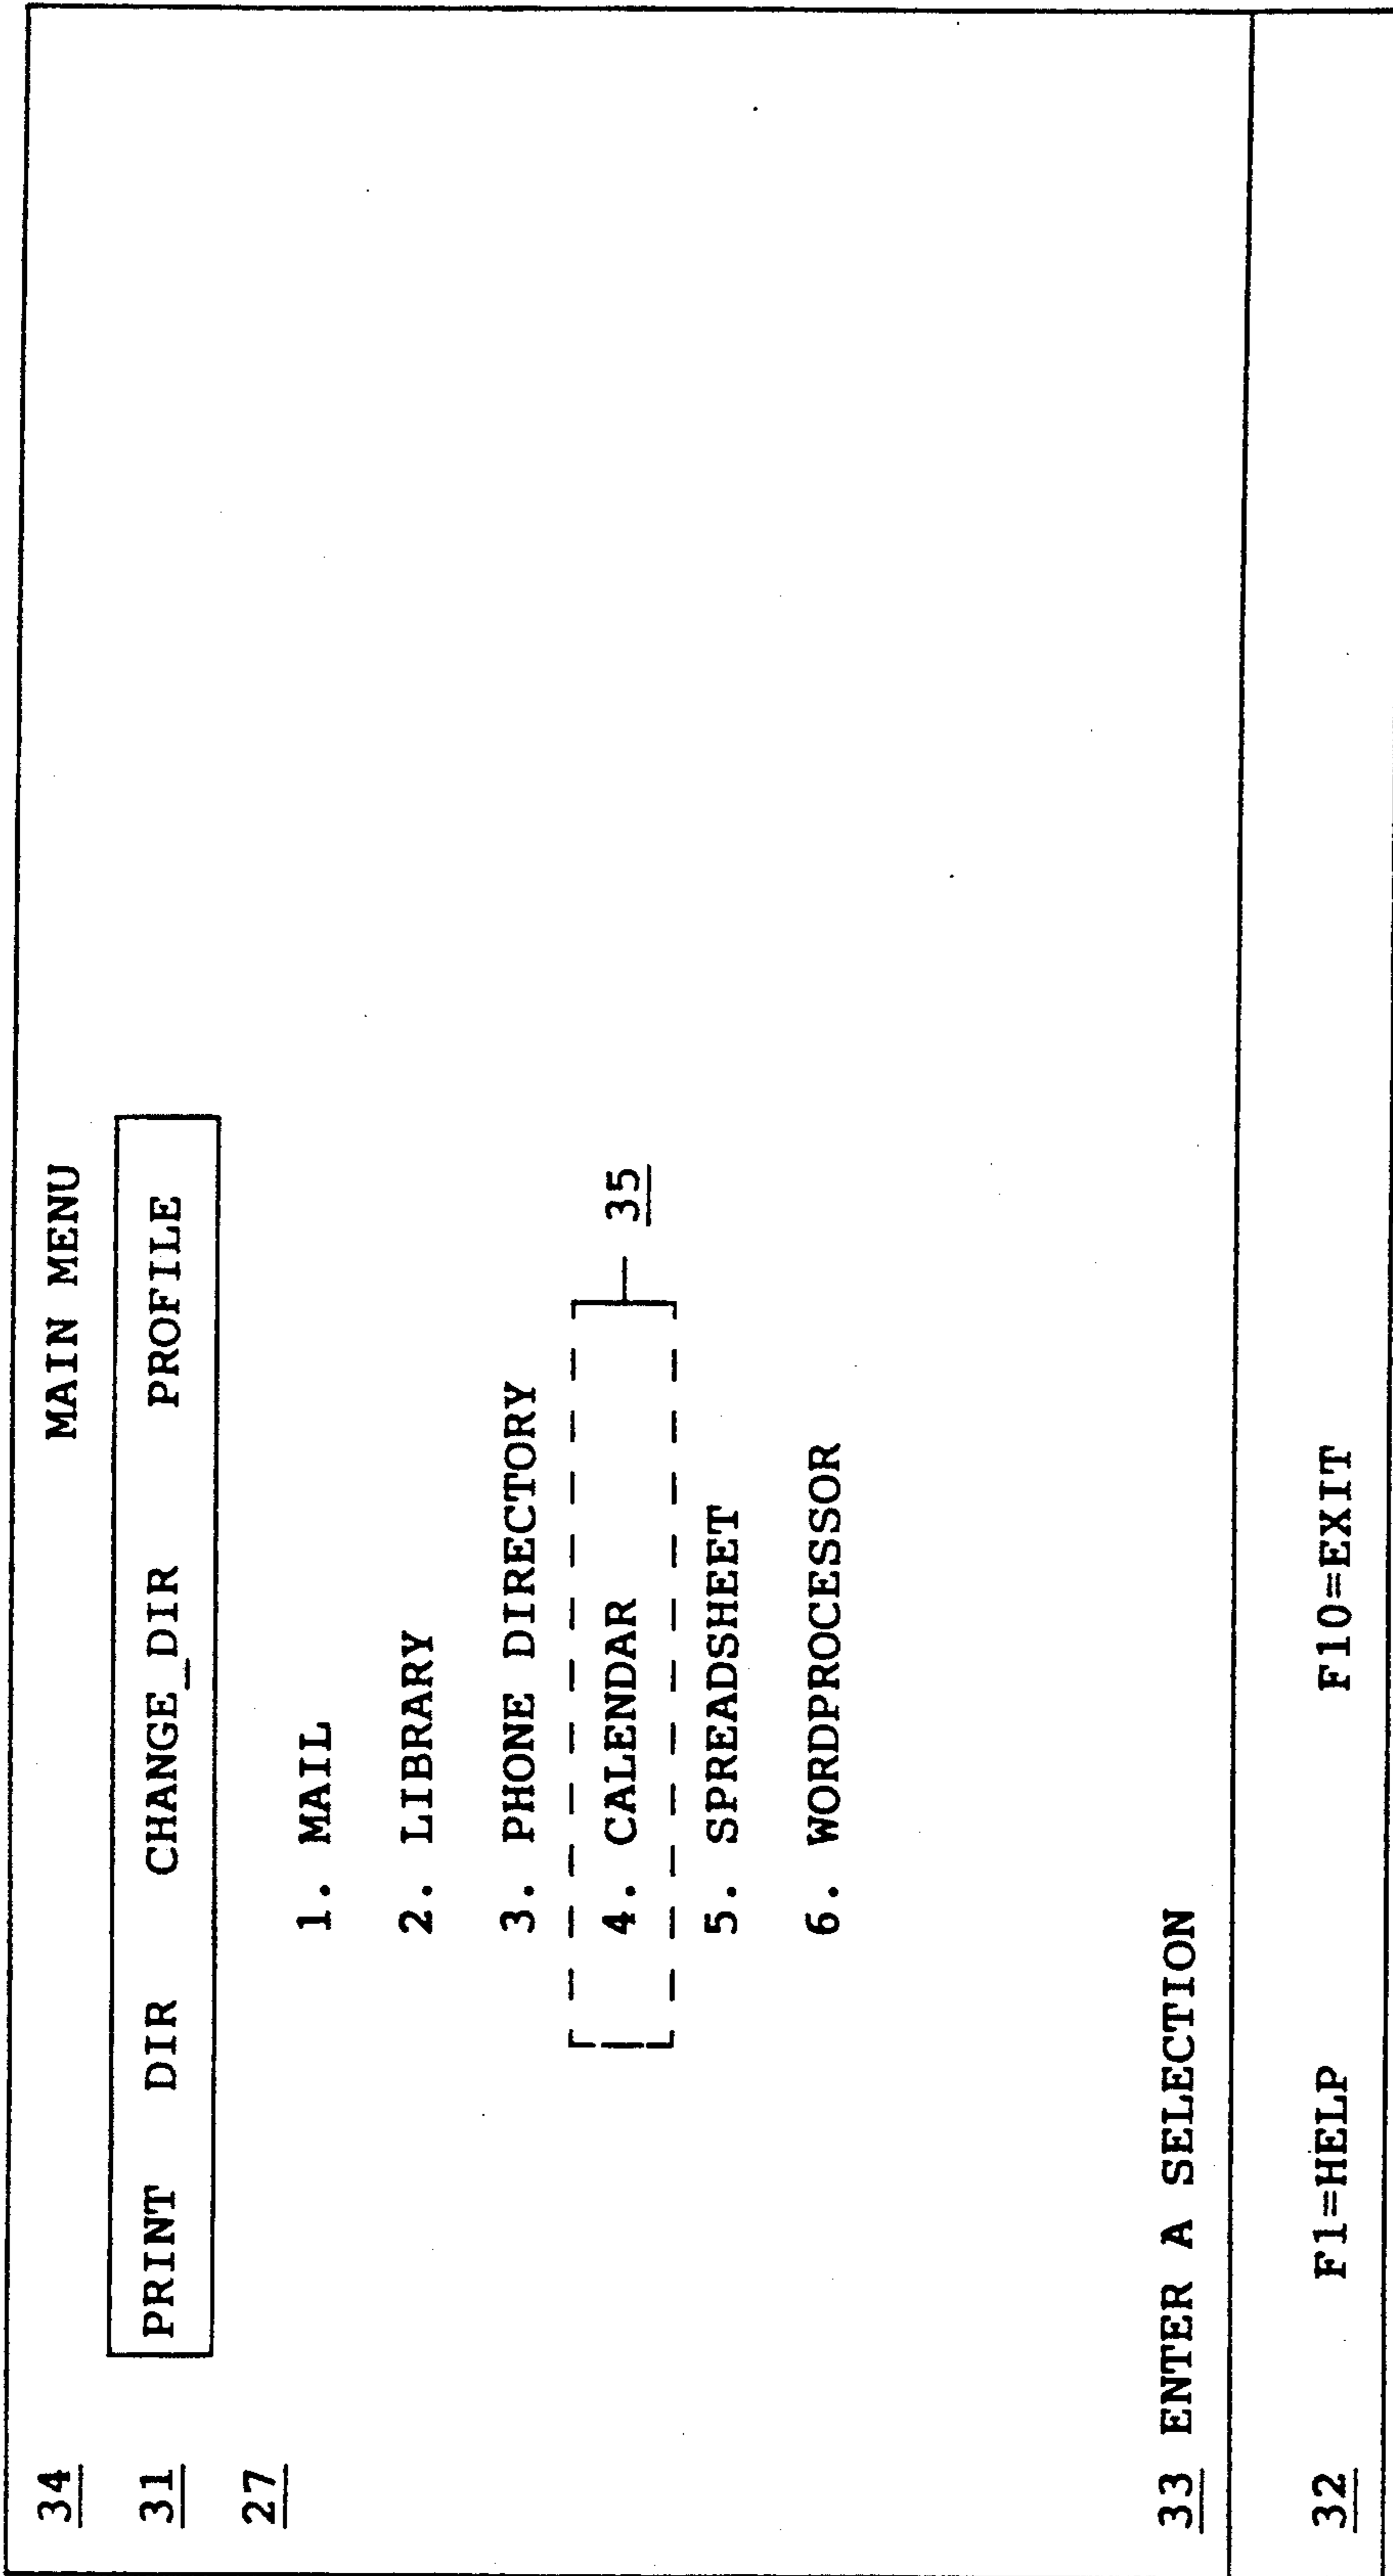 34 MAIN MENU
31 PRINT DIR CHANGE_DIR PROFILE
27
1. MAIL
2. LIBRARY
3. PHONE DIRECTORY
4. CALENDAR 35
5. SPREADSHEET
6. WORDPROCESSOR
33 ENTER A SELECTION
32 F1=HELP F10=EXIT